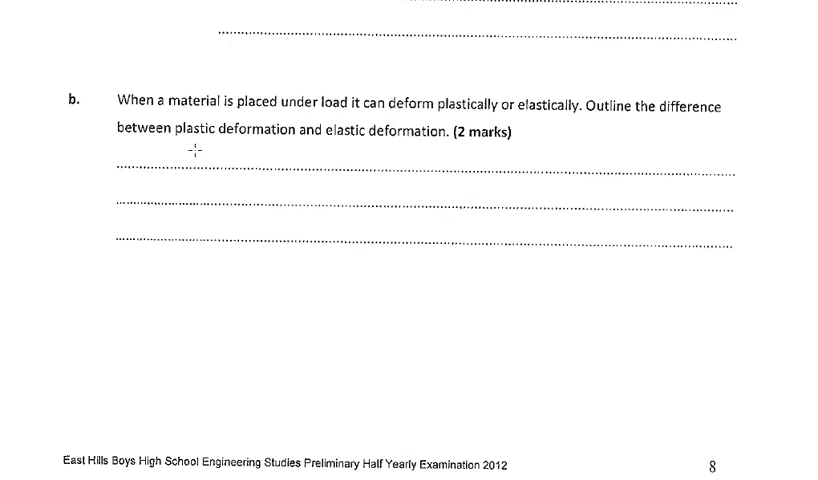 b. When a material is placed under load it can deform plastically or elastically. Outline the difference
between plastic deformation and elastic deformation. (2 marks)
East Hills Boys High School Engineering Studies Preliminary Half Yearly Examination 2012 8